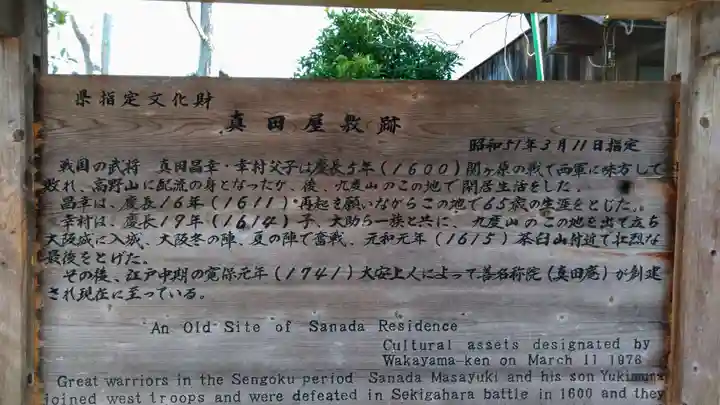 県指定文化財
真田屋敷跡
昭和51年3月11日指定
戦国の武将 真田昌幸・幸村父子は慶長5年(1600)関ヶ原の戦で西軍に味方して
敗れ、高野山に配流の身となったが、後、九度山のこの地で閑居生活をした。
昌幸は、慶長16年(1611)再起を願いながらこの地で65歳の生涯をとじた。
幸村は、慶長19年(1614)子、大助ら一族と共に、九度山のこの地を出て立ち
大阪城に入城、大阪冬の陣、夏の陣で奮戦、元和元年(1615)茶臼山付近で壮烈な
最後をとげた。
その後、江戸中期の寛保元年(1741)大安上人によって善名称院(真田庵)が創建
され現在に至っている。
An Old Site of Sanada Residence
Cultural assets designated by
Wakayama-ken on March 11 1976
Great warriors in the Sengoku period Sanada Masayuki and his son Yukimura
joined west troops and were defeated in Sekigahara battle in 1600 and they